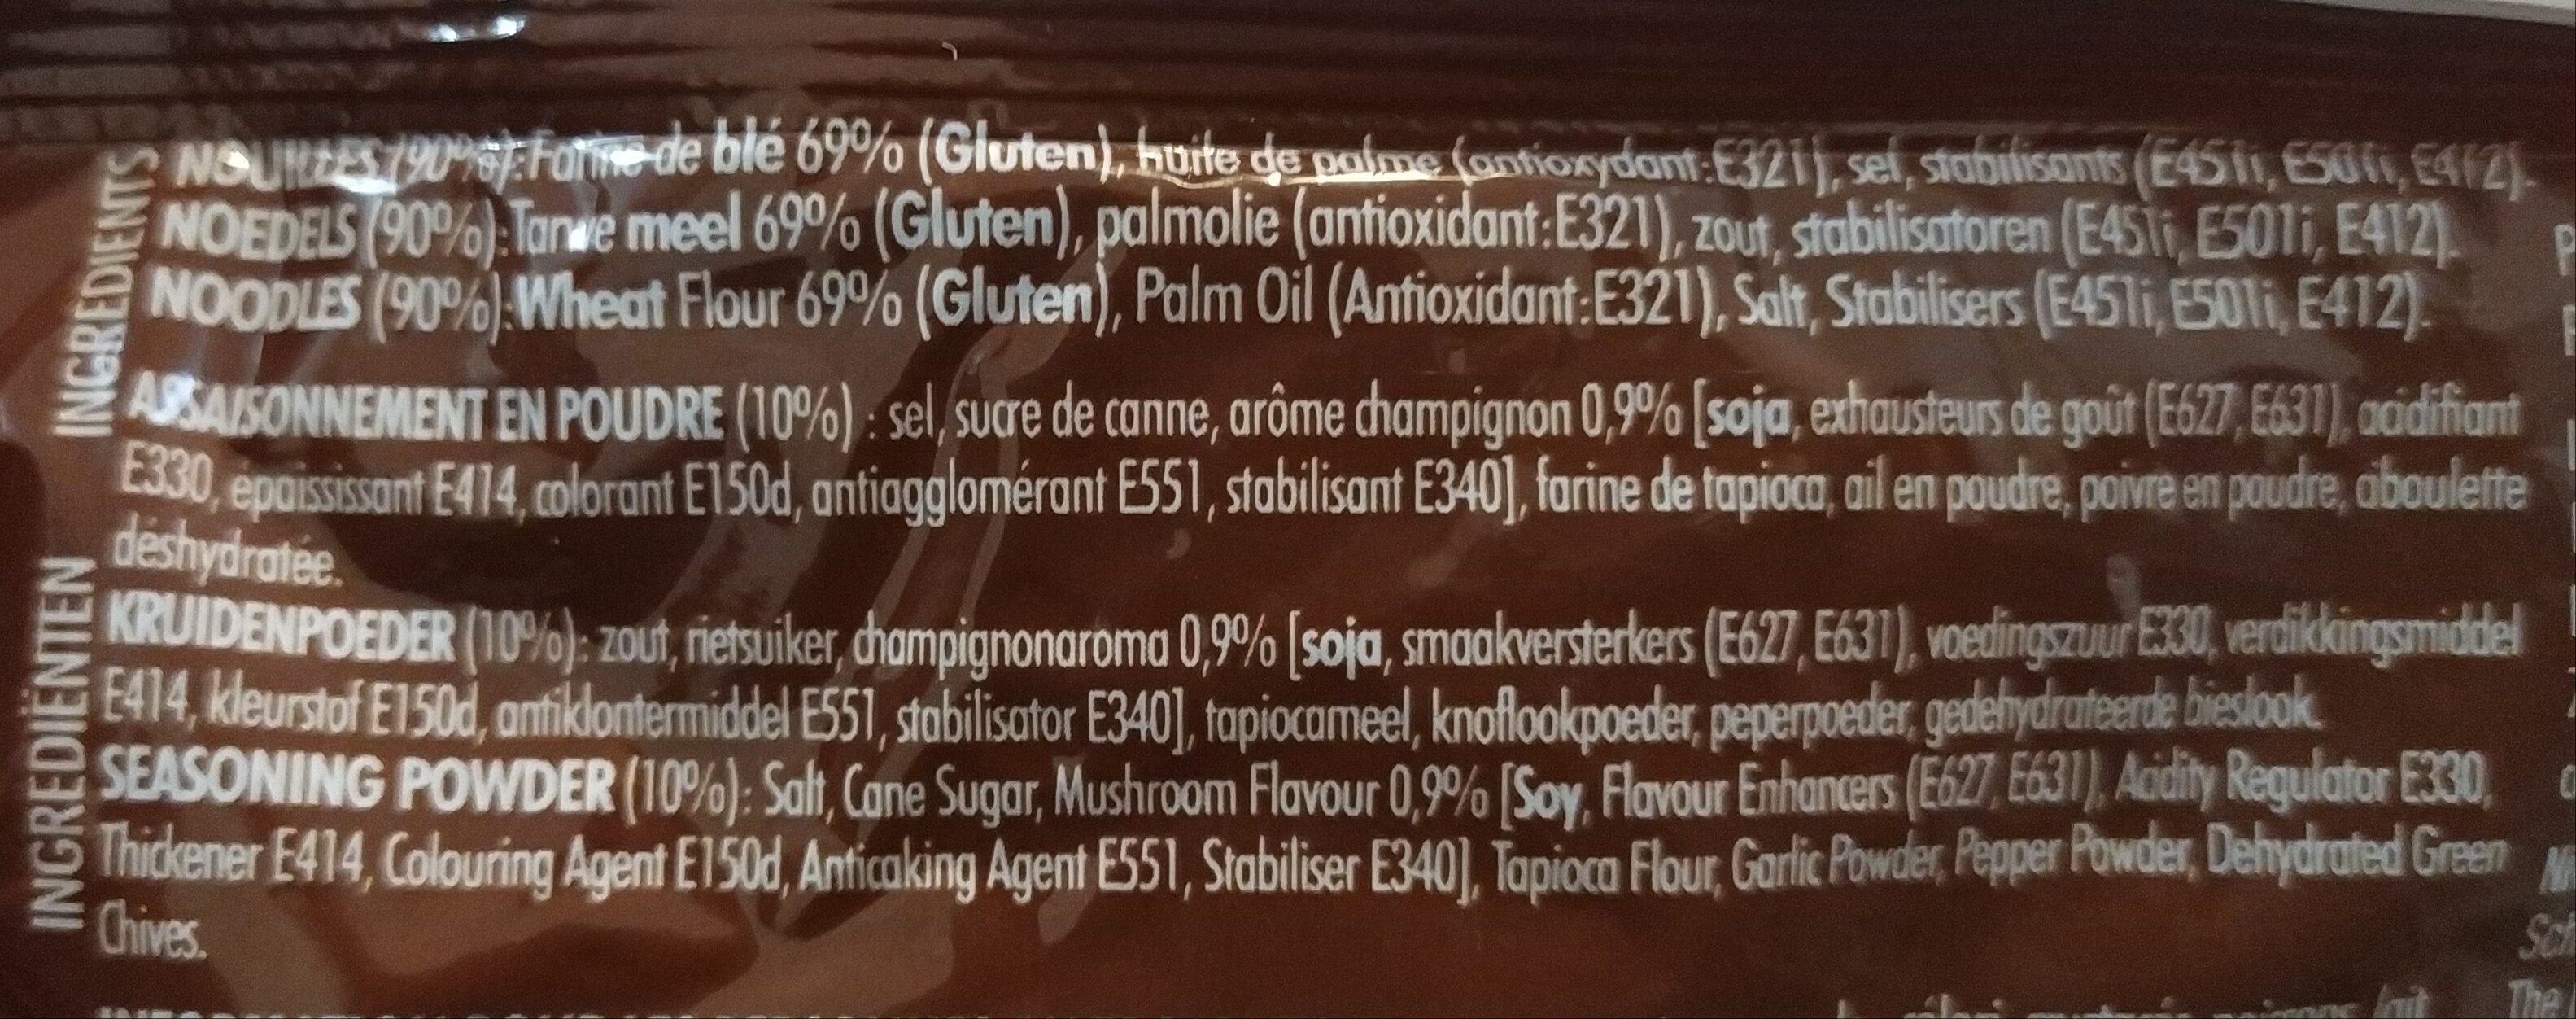 INGREDIENTS
NOUILLES (90%): Farine de blé 69% (Gluten), huile de palme (antioxydant:E321), sel, stabilisants (E451i, E501i, E412).
NOEDELS (90%):Tarwe meel 69% (Gluten), palmolie (antioxidant:E321), zout, stabilisatoren (E451i, E501i, E412).
NOODLES (90%):Wheat Flour 69% (Gluten), Palm Oil (Antioxidant:E321), Salt, Stabilisers (E451i, E501i, E412).
ASSAISONNEMENT EN POUDRE (10%) : sel, sucre de canne, arôme champignon 0,9% [soja, exhausteurs de goût (E627, E631), acidifiant
E330, épaississant E414, colorant E150d, antiagglomérant E551, stabilisant E340], farine de tapioca, ail en poudre, poivre en poudre, ciboulette
déshydratée.
INGREDIËNTEN
KRUIDENPOEDER (10%): zout, rietsuiker, champignonaroma 0,9% [soja, smaakversterkers (E627, E631), voedingszuur E330, verdikkingsmiddel
E414, kleurstof E150d, antiklontermiddel E551, stabilisator E340], tapiocameel, knoflookpoeder, peperpoeder, gedehydrateerde bieslook.
SEASONING POWDER (10%): Salt, Cane Sugar, Mushroom Flavour 0,9% [Soy, Flavour Enhancers (E627, E631), Acidity Regulator E330,
Thickener E414, Colouring Agent E150d, Anticaking Agent E551, Stabiliser E340], Tapioca Flour, Garlic Powder, Pepper Powder, Dehydrated Green
Chives.
The